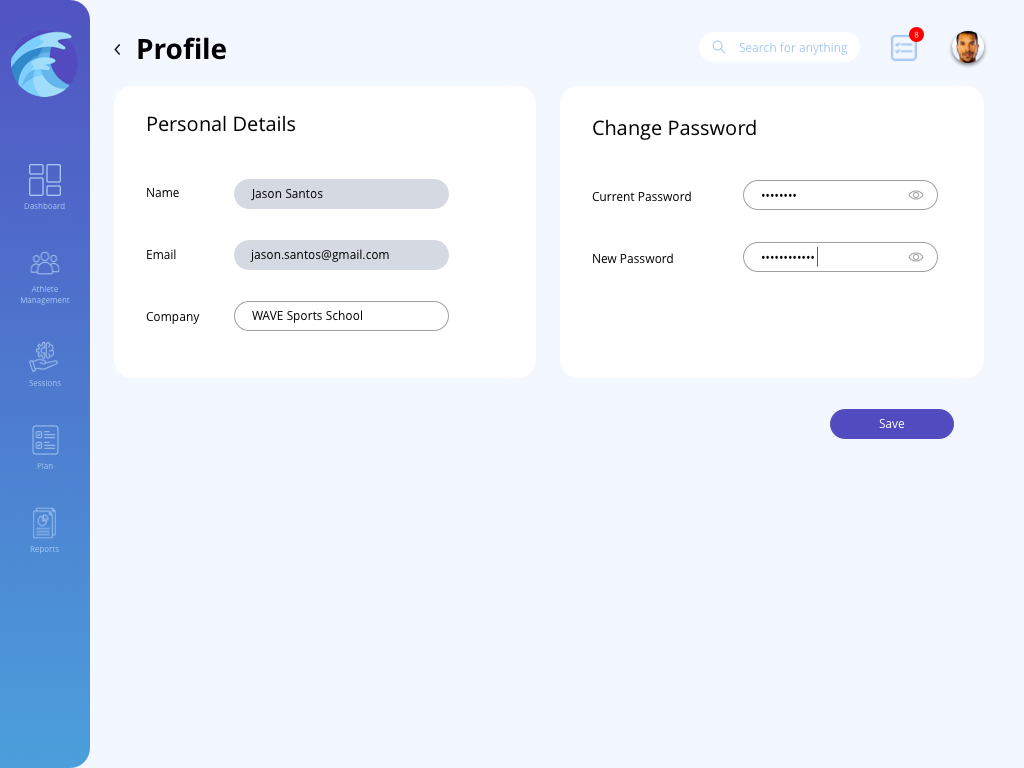 Profile
Search for anything
8
Dashboard
Athlete
Management
Sessions
Plan
Reports
Personal Details
Name
Jason Santos
Email
jason.santos@gmail.com
Company
WAVE Sports School
Change Password
Current Password
••••••••
New Password
••••••••••••
Save